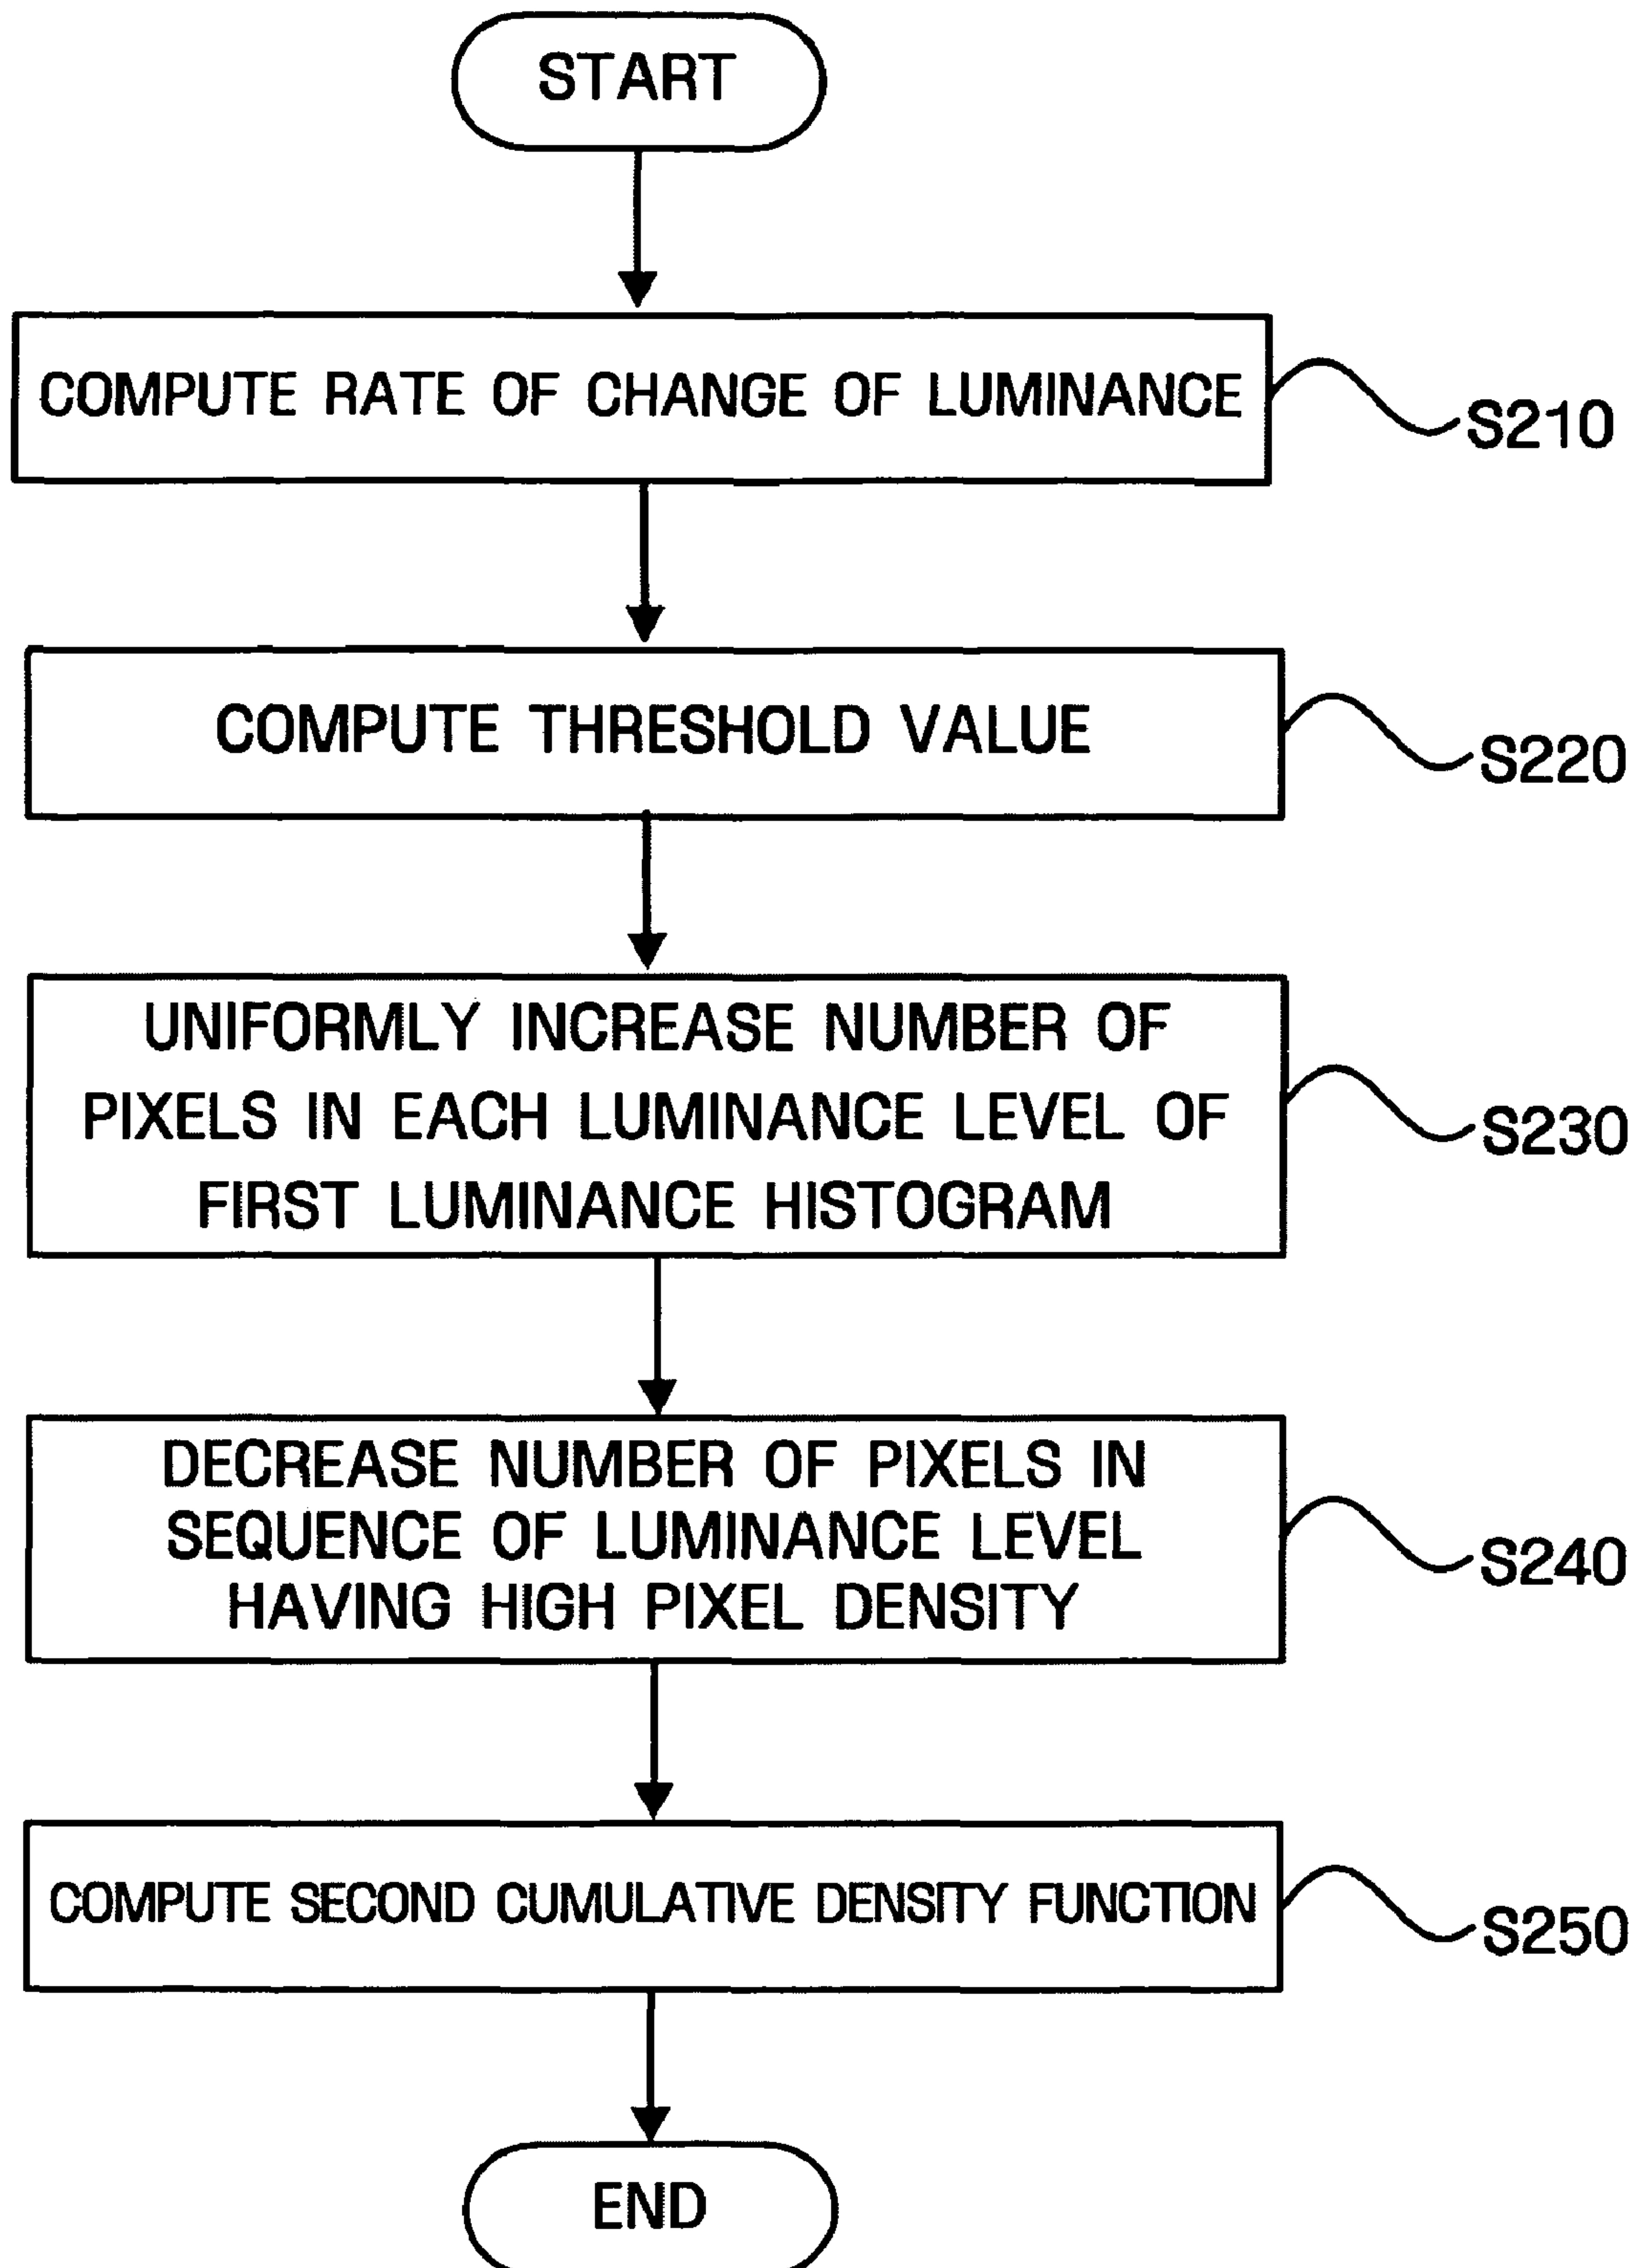 START
COMPUTE RATE OF CHANGE OF LUMINANCE
S210
COMPUTE THRESHOLD VALUE
S220
UNIFORMLY INCREASE NUMBER OF
PIXELS IN EACH LUMINANCE LEVEL OF
FIRST LUMINANCE HISTOGRAM
S230
DECREASE NUMBER OF PIXELS IN
SEQUENCE OF LUMINANCE LEVEL
HAVING HIGH PIXEL DENSITY
S240
COMPUTE SECOND CUMULATIVE DENSITY FUNCTION
S250
END